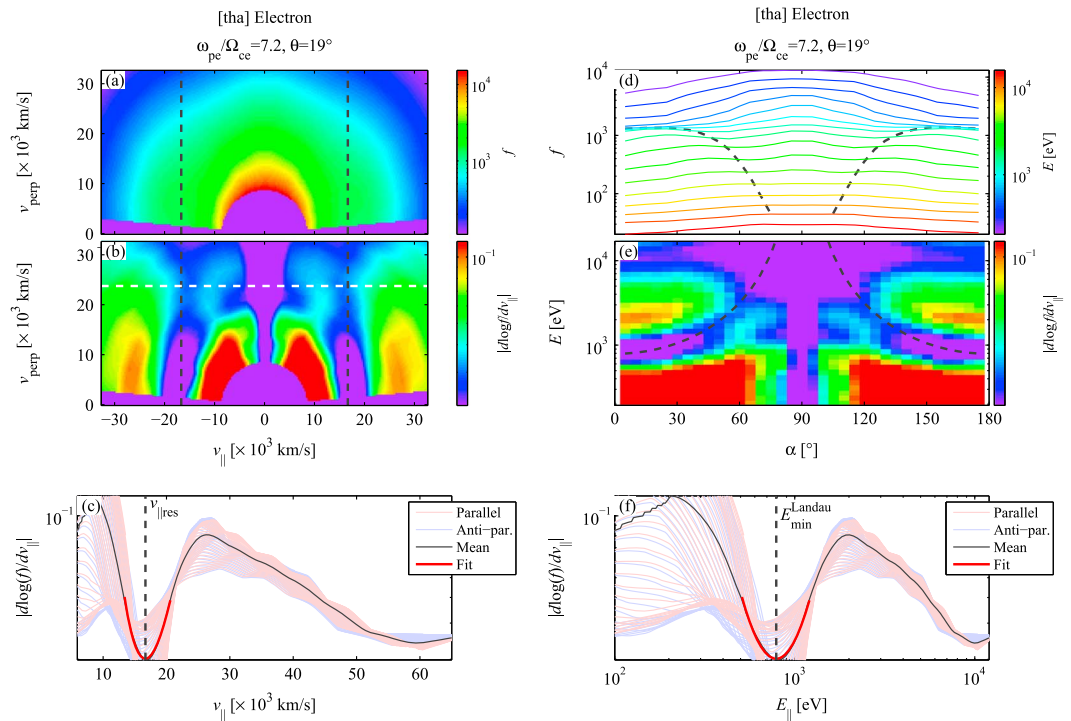 [tha] Electron
ω_pe/Ω_ce=7.2, θ=19°
(a)
30
20
10
0
v_perp [× 10^3 km/s]
10^4
10^3
f
(b)
30
20
10
0
v_perp [× 10^3 km/s]
−30 −20 −10 0 10 20 30
v_|| [× 10^3 km/s]
10^−1
|dlogf/dv_|||
(c)
v_||res
Parallel
Anti−par.
Mean
Fit
10^−1
|dlog(f)/dv_|||
10 20 30 40 50 60
v_|| [× 10^3 km/s]
[tha] Electron
ω_pe/Ω_ce=7.2, θ=19°
(d)
10^4
10^3
10^2
f
10^4
10^3
E [eV]
(e)
10^4
10^3
E [eV]
0 30 60 90 120 150 180
α [°]
10^−1
|dlogf/dv_|||
(f)
E_min^Landau
Parallel
Anti−par.
Mean
Fit
10^−1
|dlog(f)/dv_|||
10^2 10^3 10^4
E_|| [eV]